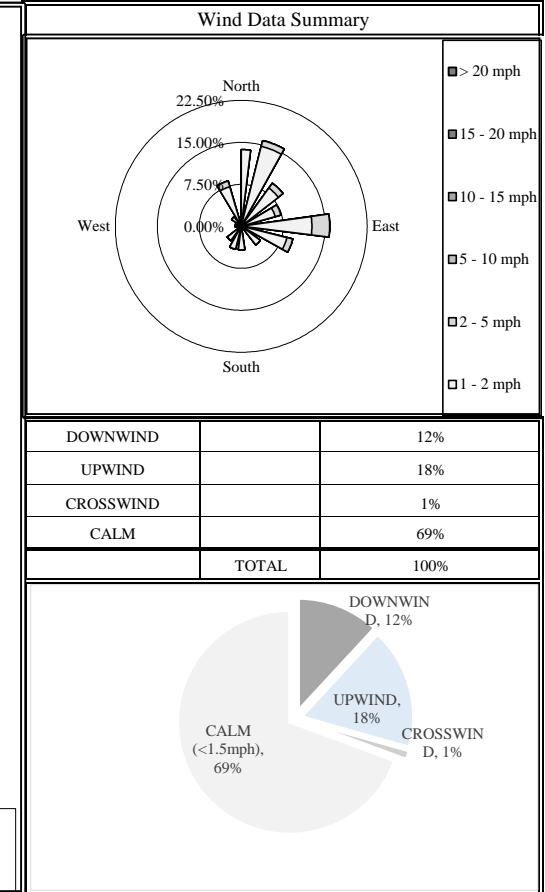 Wind Data Summary
North
22.50%
15.00%
7.50%
0.00%
West
East
South
> 20 mph
15 - 20 mph
10 - 15 mph
5 - 10 mph
2 - 5 mph
1 - 2 mph
DOWNWIND 12%
UPWIND 18%
CROSSWIND 1%
CALM 69%
TOTAL 100%
DOWNWIN
D, 12%
UPWIND,
18%
CROSSWIN
D, 1%
CALM
(<1.5mph),
69%